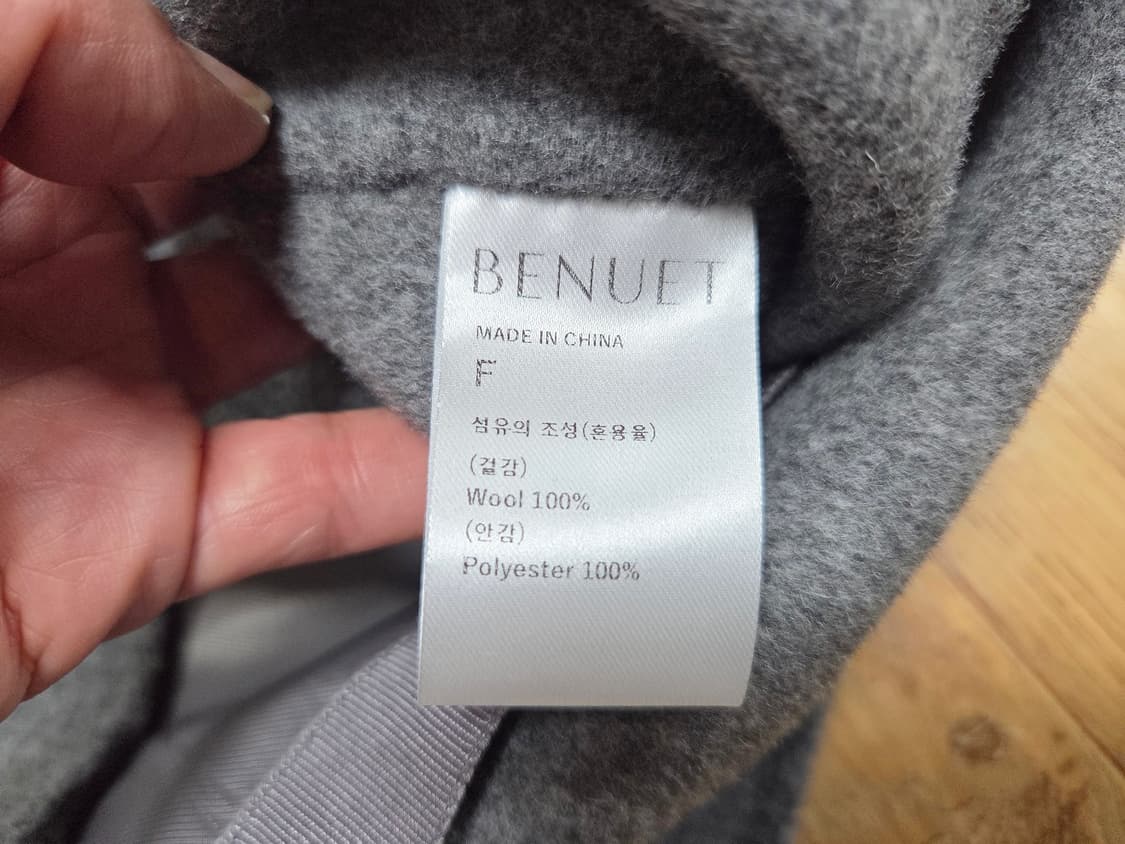 BENUET
MADE IN CHINA
F
섬유의 조성(혼용율)
(겉감)
Wool 100%
(안감)
Polyester 100%